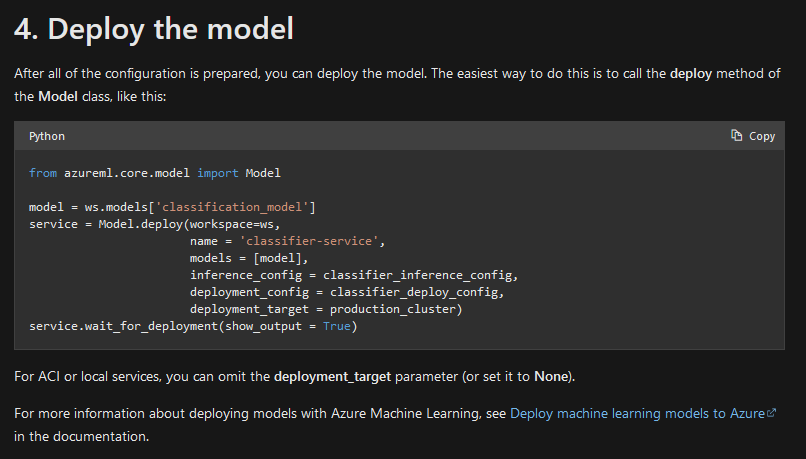 4. Deploy the model
After all of the configuration is prepared, you can deploy the model. The easiest way to do this is to call the deploy method of
the Model class, like this:
Python
Copy
from azureml.core.model import Model
model = ws.models['classification_model']
service = Model.deploy(workspace=ws,
                       name = 'classifier-service',
                       models = [model],
                       inference_config = classifier_inference_config,
                       deployment_config = classifier_deploy_config,
                       deployment_target = production_cluster)
service.wait_for_deployment(show_output = True)
For ACI or local services, you can omit the deployment_target parameter (or set it to None).
For more information about deploying models with Azure Machine Learning, see Deploy machine learning models to Azure
in the documentation.